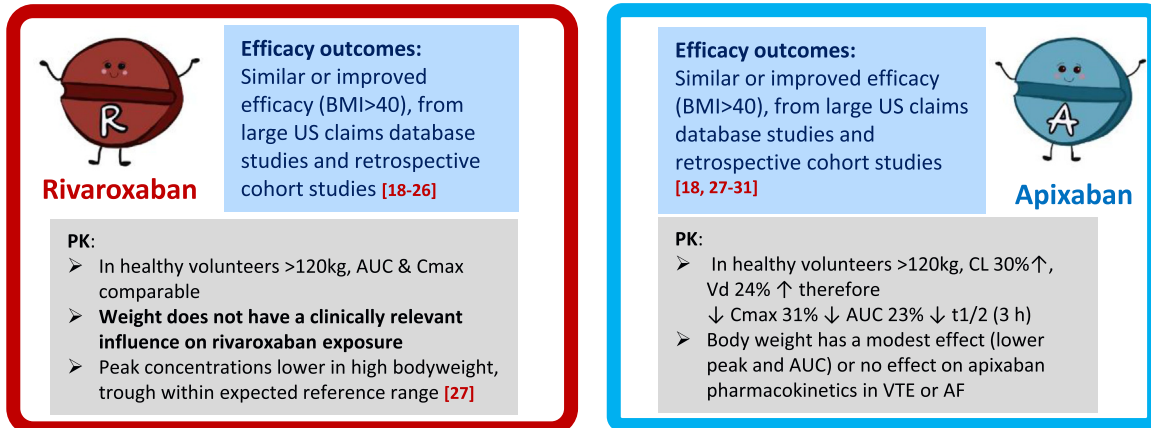 Efficacy outcomes:
Similar or improved
efficacy (BMI>40), from
large US claims database
studies and retrospective
cohort studies [18-26]
R
Rivaroxaban
PK:
➢ In healthy volunteers >120kg, AUC & Cmax
comparable
➢ Weight does not have a clinically relevant
influence on rivaroxaban exposure
➢ Peak concentrations lower in high bodyweight,
trough within expected reference range [27]
Efficacy outcomes:
Similar or improved efficacy
(BMI>40), from large US claims
database studies and
retrospective cohort studies
[18, 27-31]
A
Apixaban
PK:
➢ In healthy volunteers >120kg, CL 30%↑,
Vd 24% ↑ therefore
↓ Cmax 31% ↓ AUC 23% ↓ t1/2 (3 h)
➢ Body weight has a modest effect (lower
peak and AUC) or no effect on apixaban
pharmacokinetics in VTE or AF